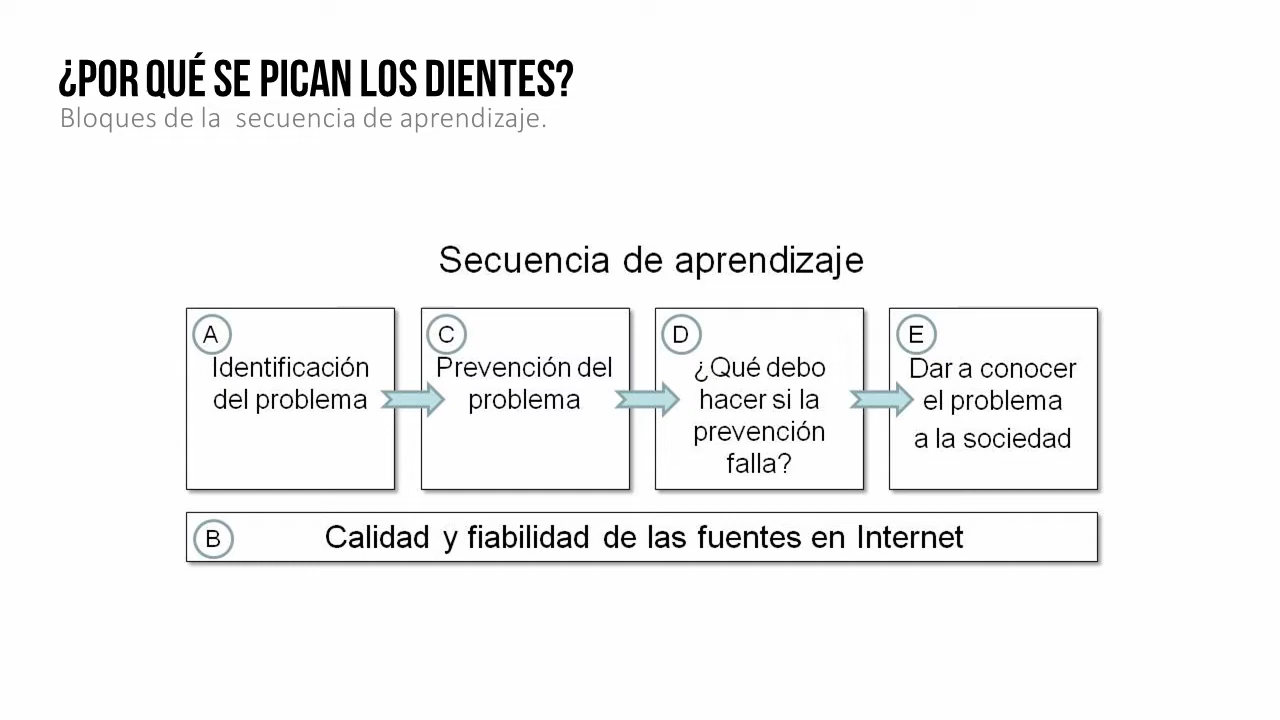 ¿POR QUÉ SE PICAN LOS DIENTES?
Bloques de la secuencia de aprendizaje.
Secuencia de aprendizaje
A
Identificación
del problema
C
Prevención del
problema
D
¿Qué debo
hacer si la
prevención
falla?
E
Dar a conocer
el problema
a la sociedad
B
Calidad y fiabilidad de las fuentes en Internet